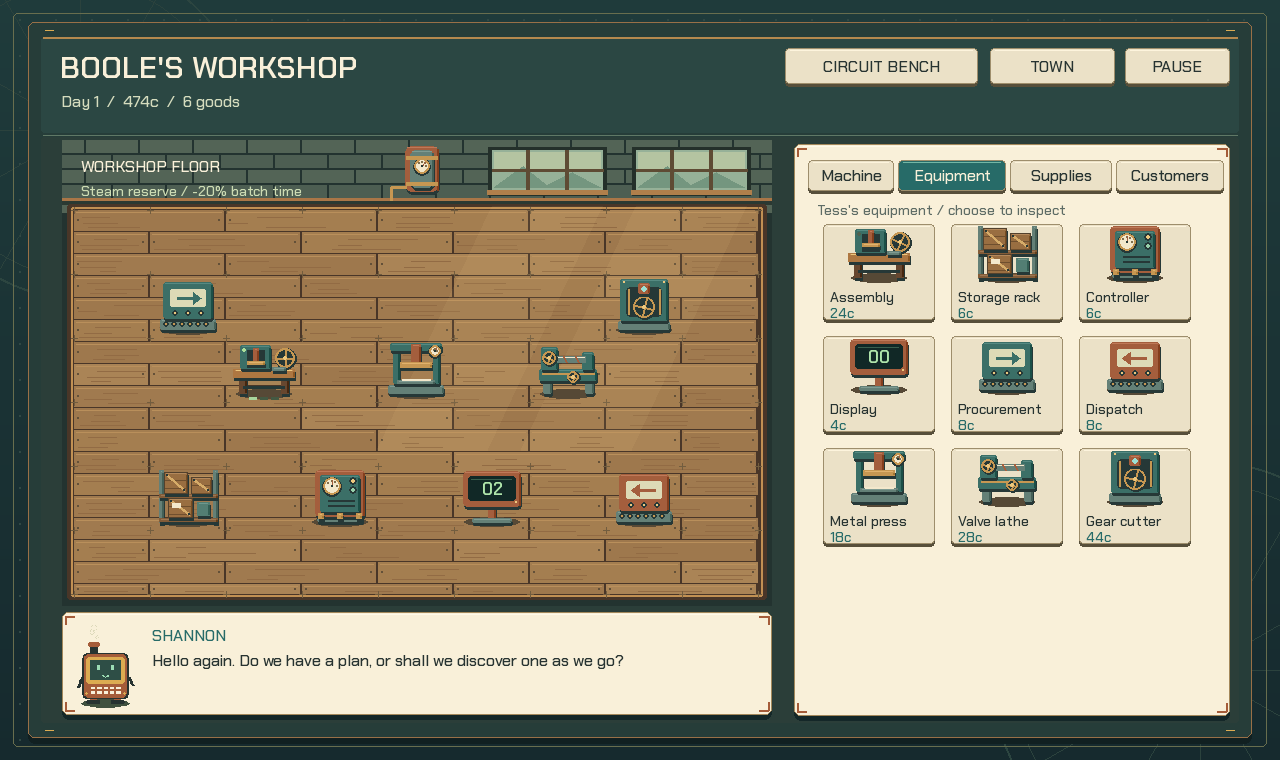 BOOLE'S WORKSHOP
Day 1 / 474c / 6 goods
CIRCUIT BENCH
TOWN
PAUSE
WORKSHOP FLOOR
Steam reserve / -20% batch time
02
SHANNON
Hello again. Do we have a plan, or shall we discover one as we go?
Machine
Equipment
Supplies
Customers
Tess's equipment / choose to inspect
Assembly
24c
Storage rack
6c
Controller
6c
00
Display
4c
Procurement
8c
Dispatch
8c
Metal press
18c
Valve lathe
28c
Gear cutter
44c